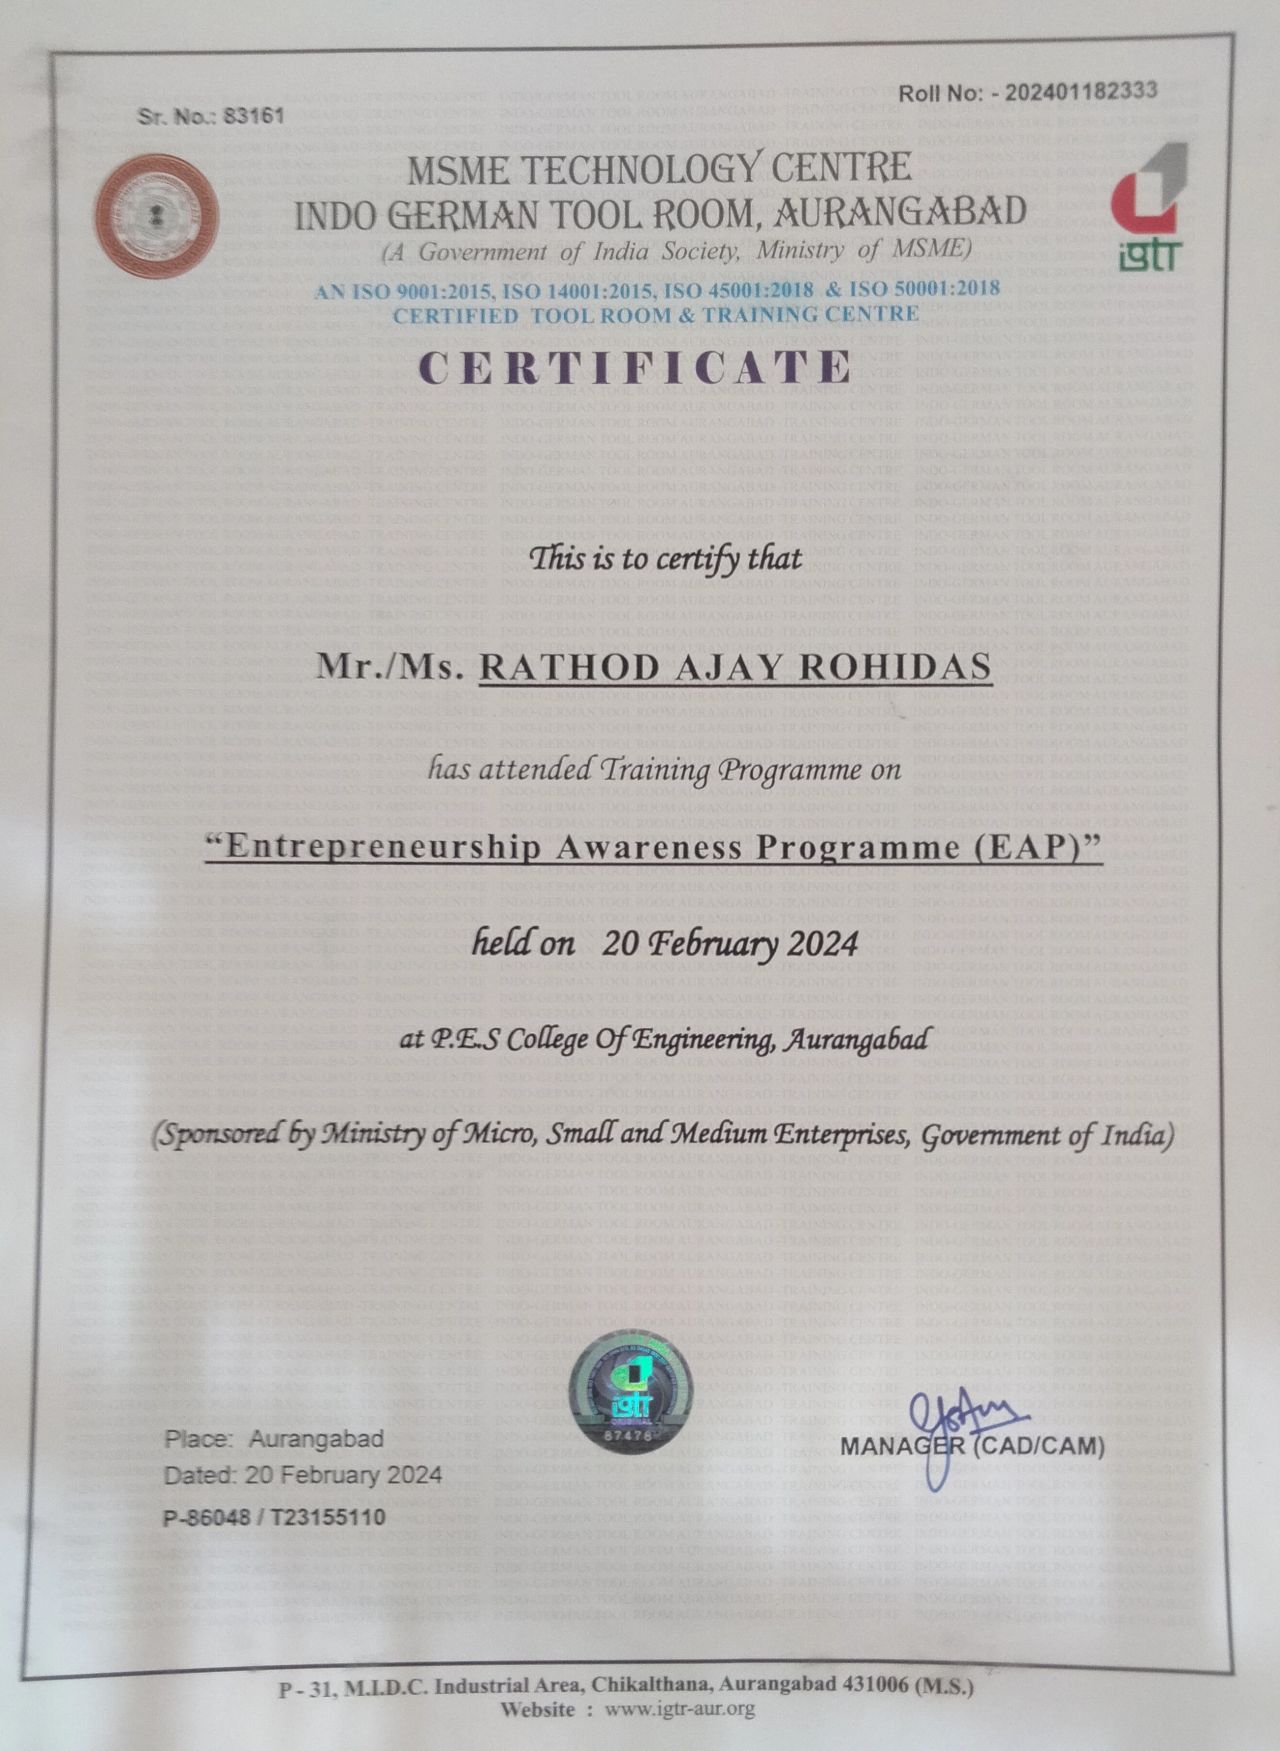 Sr. No.: 83161
Roll No: - 202401182333
MSME TECHNOLOGY CENTRE
INDO GERMAN TOOL ROOM, AURANGABAD
(A Government of India Society, Ministry of MSME)
igtr
AN ISO 9001:2015, ISO 14001:2015, ISO 45001:2018 & ISO 50001:2018
CERTIFIED TOOL ROOM & TRAINING CENTRE
CERTIFICATE
This is to certify that
Mr./Ms. RATHOD AJAY ROHIDAS
has attended Training Programme on
“Entrepreneurship Awareness Programme (EAP)”
held on 20 February 2024
at P.E.S College Of Engineering, Aurangabad
(Sponsored by Ministry of Micro, Small and Medium Enterprises, Government of India)
igtr
ORIGINAL
87478
MANAGER (CAD/CAM)
Place: Aurangabad
Dated: 20 February 2024
P-86048 / T23155110
P - 31, M.I.D.C. Industrial Area, Chikalthana, Aurangabad 431006 (M.S.)
Website : www.igtr-aur.org